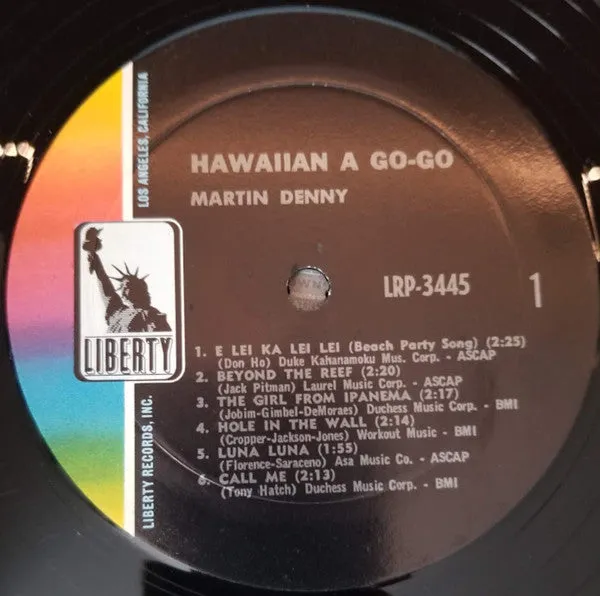 LOS ANGELES, CALIFORNIA
HAWAIIAN A GO-GO
MARTIN DENNY
LRP-3445
1
LIBERTY
1. E LEI KA LEI LEI (Beach Party Song) (2:25)
(Don Ho) Duke Kahanamoku Mus. Corp. - ASCAP
2. BEYOND THE REEF (2:20)
(Jack Pitman) Laurel Music Corp. - ASCAP
3. THE GIRL FROM IPANEMA (2:17)
(Jobim-Gimbel-DeMoraes) Duchess Music Corp. - BMI
4. HOLE IN THE WALL (2:14)
(Cropper-Jackson-Jones) Workout Music - BMI
5. LUNA LUNA (1:55)
(Florence-Saraceno) Asa Music Co. - ASCAP
6. CALL ME (2:13)
(Tony Hatch) Duchess Music Corp. - BMI
LIBERTY RECORDS, INC.